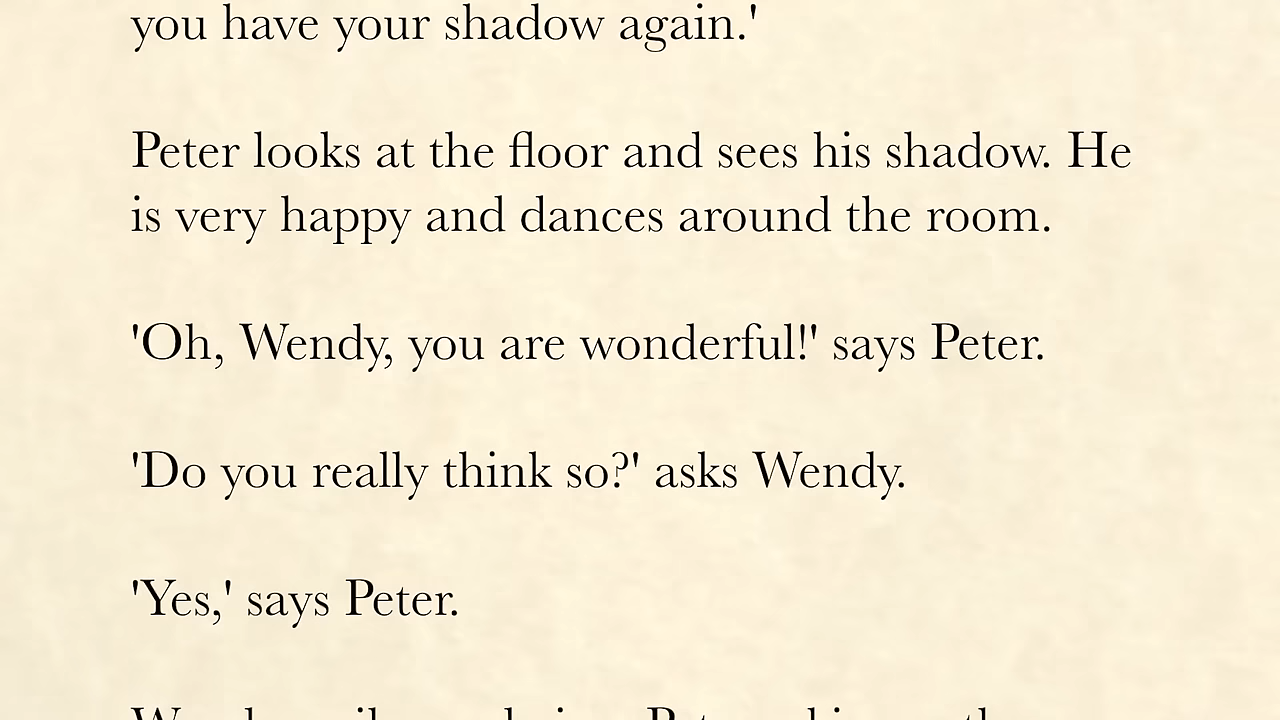 you have your shadow again.'
Peter looks at the floor and sees his shadow. He
is very happy and dances around the room.
'Oh, Wendy, you are wonderful!' says Peter.
'Do you really think so?' asks Wendy.
'Yes,' says Peter.